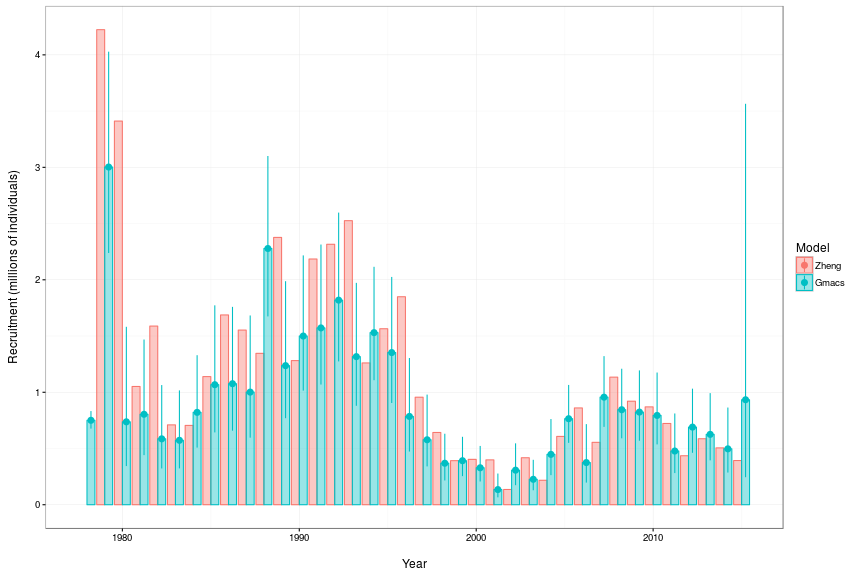 Recruitment (millions of individuals)
4
3
2
1
0
1980
1990
2000
2010
Year
Model
Zheng
Gmacs